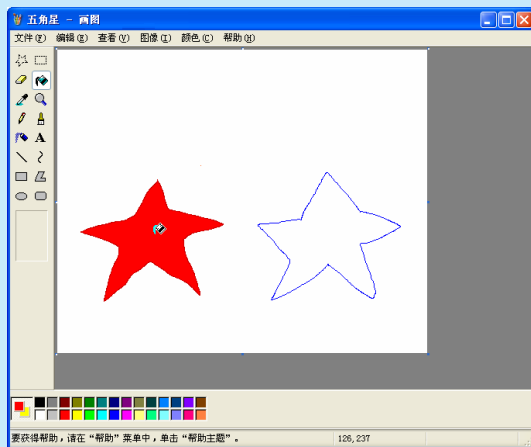 五角星 - 画图
文件(F) 编辑(E) 查看(V) 图像(I) 颜色(C) 帮助(H)
A
要获得帮助，请在“帮助”菜单中，单击“帮助主题”。
126,237